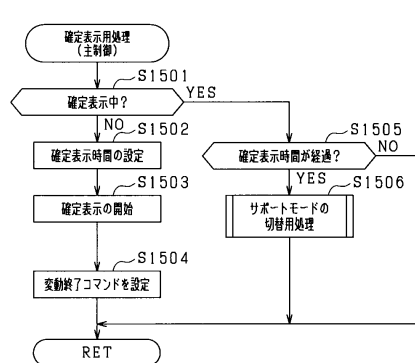 確定表示用処理
(主制御)
S1501
確定表示中?
YES
NO
S1502
確定表示時間の設定
S1505
確定表示時間が経過?
NO
YES
S1503
確定表示の開始
S1506
サポートモードの
切替用処理
S1504
変動終了コマンドを設定
RET